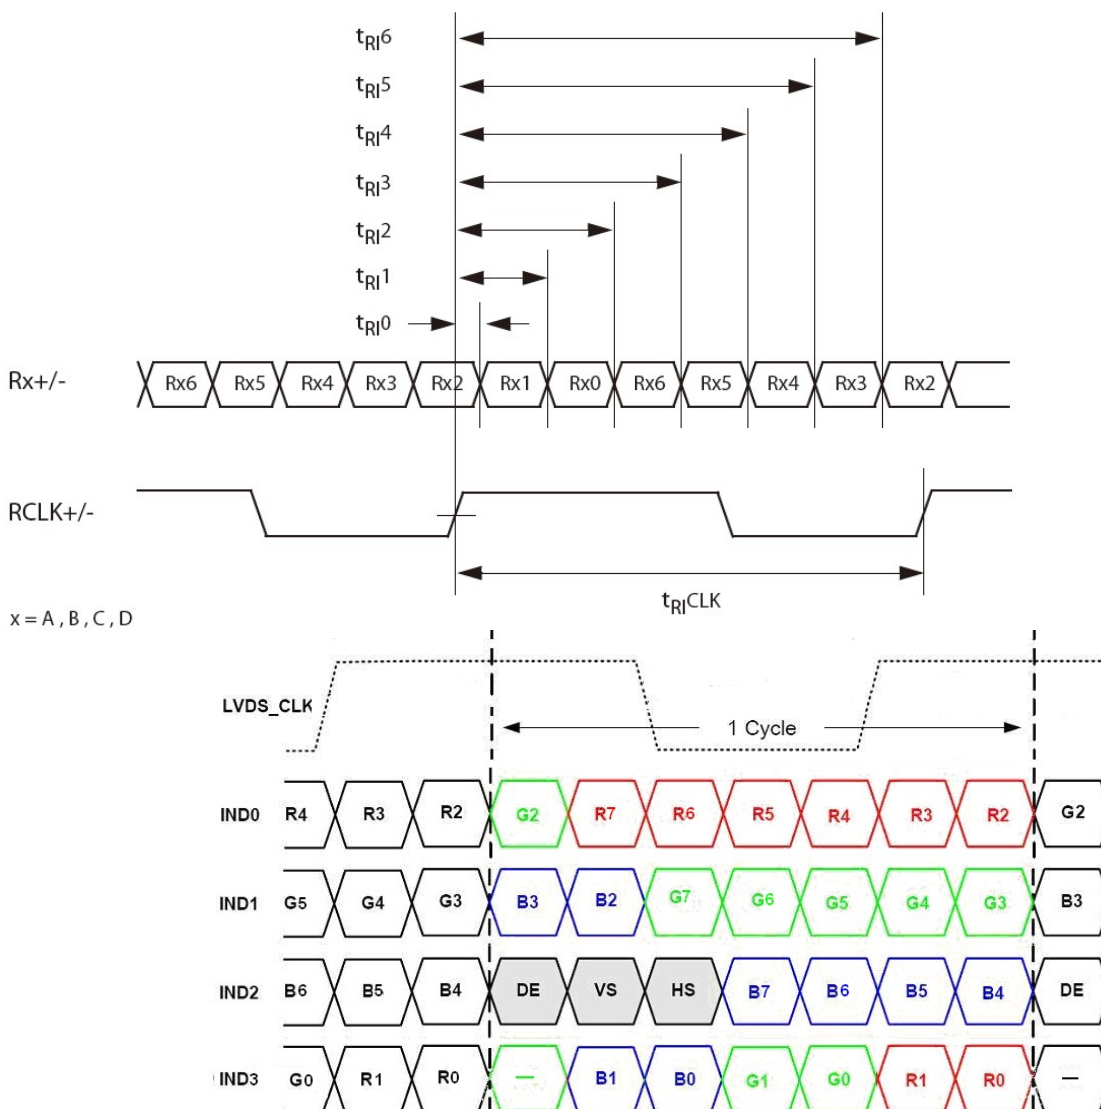 tRI6
tRI5
tRI4
tRI3
tRI2
tRI1
tRI0
Rx+/- Rx6 Rx5 Rx4 Rx3 Rx2 Rx1 Rx0 Rx6 Rx5 Rx4 Rx3 Rx2
RCLK+/-
tRICLK
x = A , B , C , D
LVDS_CLK 1 Cycle
IND0 R4 R3 R2 G2 R7 R6 R5 R4 R3 R2 G2
IND1 G5 G4 G3 B3 B2 G7 G6 G5 G4 G3 B3
IND2 B6 B5 B4 DE VS HS B7 B6 B5 B4 DE
IND3 G0 R1 R0 — B1 B0 G1 G0 R1 R0 —